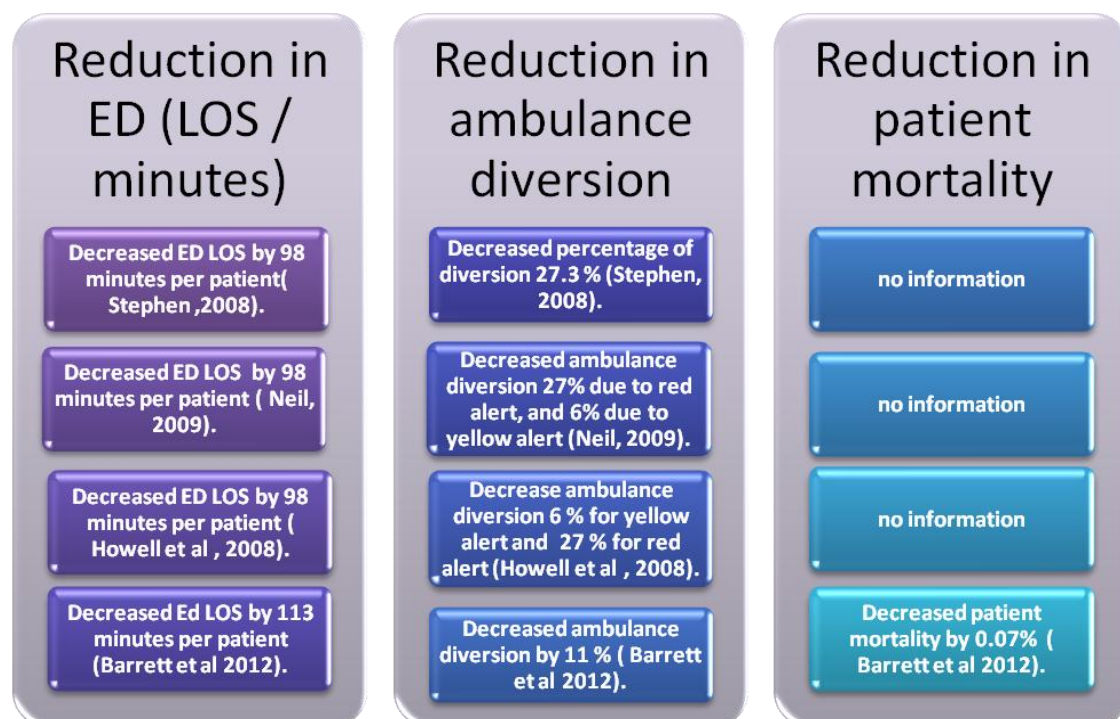 Reduction in
ED (LOS /
minutes)
Decreased ED LOS by 98
minutes per patient(
Stephen ,2008).
Decreased ED LOS  by 98
minutes per patient ( Neil,
2009).
Decreased ED LOS by 98
minutes per patient (
Howell et al , 2008).
Decreased Ed LOS by 113
minutes per patient
(Barrett et al 2012).
Reduction in
ambulance
diversion
Decreased percentage of
diversion 27.3 % (Stephen,
2008).
Decreased ambulance
diversion 27% due to red
alert, and 6% due to
yellow alert (Neil, 2009).
Decrease ambulance
diversion 6 % for yellow
alert and  27 % for red
alert (Howell et al , 2008).
Decreased ambulance
diversion by 11 % ( Barrett
et al 2012).
Reduction in
patient
mortality
no information
no information
no information
Decreased patient
mortality by 0.07% (
Barrett et al 2012).